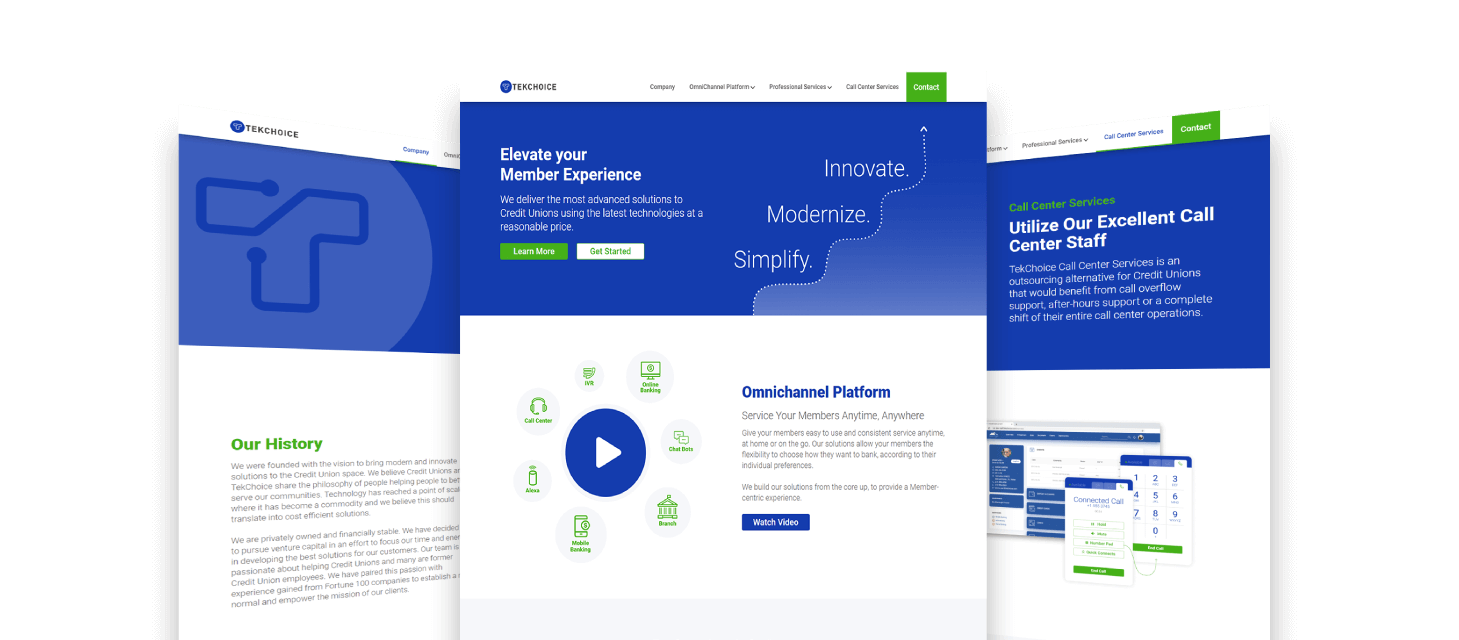 TEKCHOICE
Company
Our History
We were founded with the vision to bring modern and innovate
solutions to the Credit Union space. We believe Credit Unions
TekChoice share the philosophy of people helping people to
serve our communities. Technology has reached a point of
where it has become a commodity and we believe this should
translate into cost efficient solutions.
We are privately owned and financially stable. We have decided
to pursue venture capital in an effort to focus our time and
in developing the best solutions for our customers. Our team is
passionate about helping Credit Unions and many are former
Credit Union employees. We have paired this passion with
experience gained from Fortune 100 companies to establish a
normal and empower the mission of our clients.
TEKCHOICE
Company OmniChannel Platform Professional Services Call Center Services Contact
Elevate your
Member Experience
We deliver the most advanced solutions to
Credit Unions using the latest technologies at a
reasonable price.
Learn More Get Started
Innovate.
Modernize.
Simplify.
IVR
Online
Banking
Call Center
Chat Bots
Alexa
Branch
Mobile
Banking
Omnichannel Platform
Service Your Members Anytime, Anywhere
Give your members easy to use and consistent service anytime,
at home or on the go. Our solutions allow your members the
flexibility to choose how they want to bank, according to their
individual preferences.
We build our solutions from the core up, to provide a Member-
centric experience.
Watch Video
Professional Services Call Center Services Contact
Call Center Services
Utilize Our Excellent Call
Center Staff
TekChoice Call Center Services is an
outsourcing alternative for Credit Unions
that would benefit from call overflow
support, after-hours support or a complete
shift of their entire call center operations.
Connected Call
Hold
Number Pad
End Call
1 2 3
4 5 6
7 8 9
0
End Call